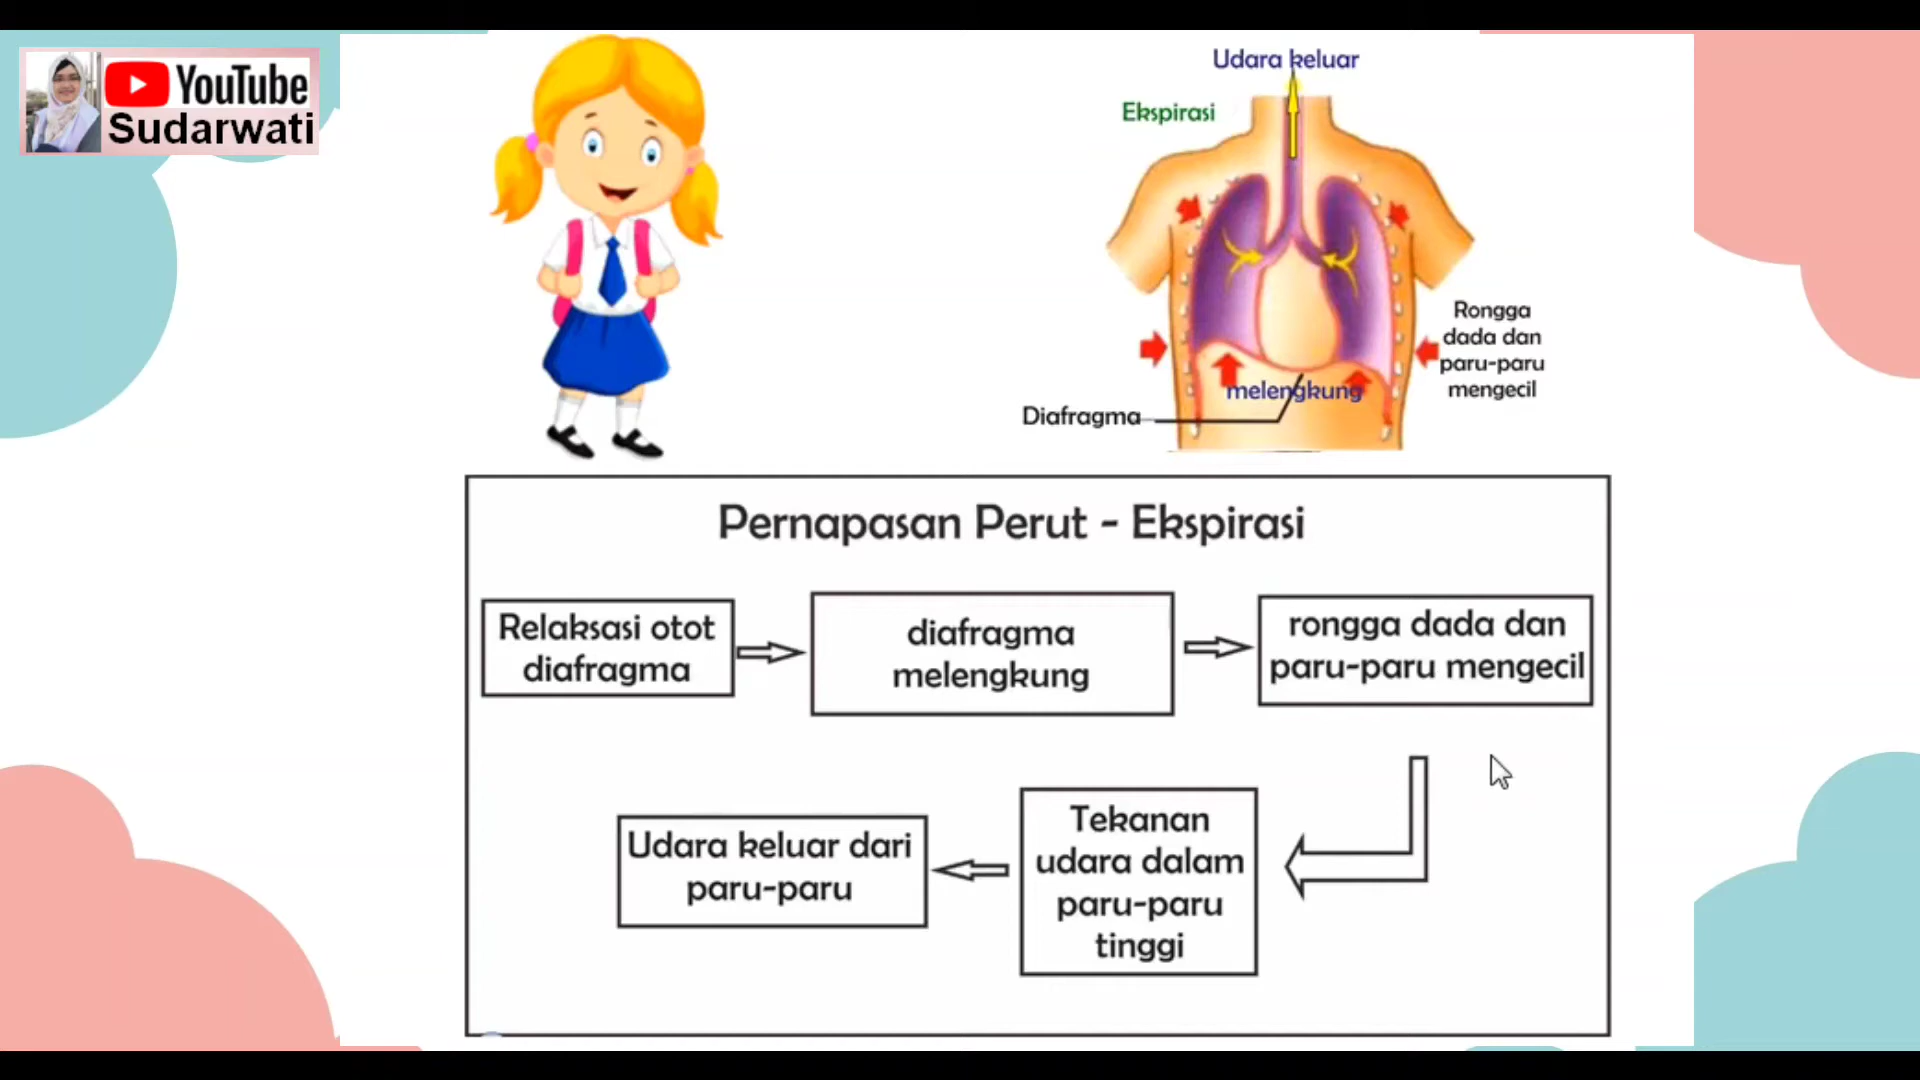 YouTube
Sudarwati
Udara keluar
Ekspirasi
Rongga
dada dan
paru-paru
mengecil
melengkung
Diafragma
Pernapasan Perut - Ekspirasi
Relaksasi otot
diafragma
diafragma
melengkung
rongga dada dan
paru-paru mengecil
Tekanan
udara dalam
paru-paru
tinggi
Udara keluar dari
paru-paru